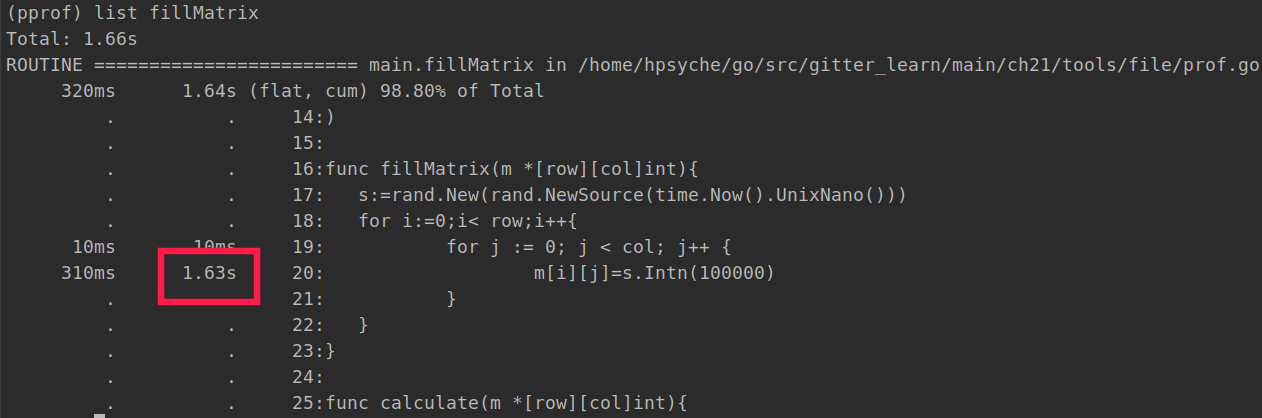 (pprof) list fillMatrix
Total: 1.66s
ROUTINE ======================== main.fillMatrix in /home/hpsyche/go/src/gitter_learn/main/ch21/tools/file/prof.go
     320ms      1.64s (flat, cum) 98.80% of Total
         .          .     14:)
         .          .     15:
         .          .     16:func fillMatrix(m *[row][col]int){
         .          .     17:   s:=rand.New(rand.NewSource(time.Now().UnixNano()))
         .          .     18:   for i:=0;i< row;i++{
      10ms       10ms     19:           for j := 0; j < col; j++ {
     310ms      1.63s     20:                   m[i][j]=s.Intn(100000)
         .          .     21:           }
         .          .     22:   }
         .          .     23:}
         .          .     24:
         .          .     25:func calculate(m *[row][col]int){